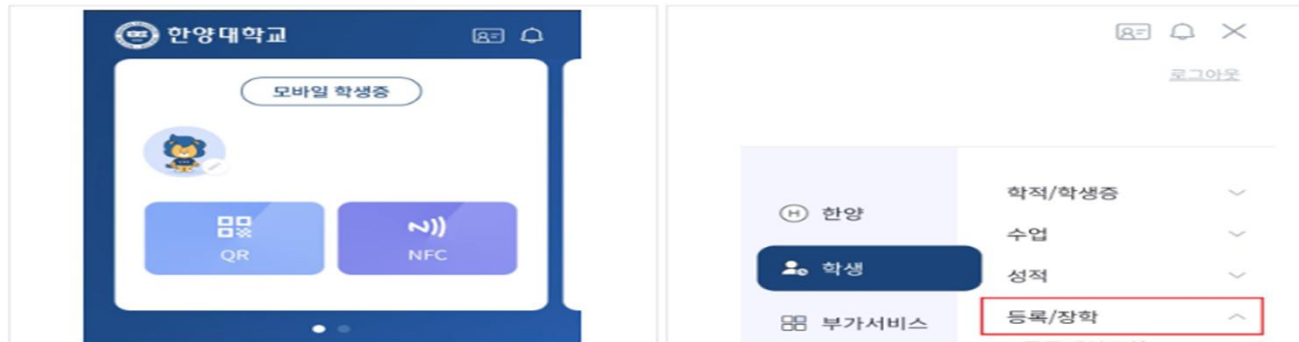 한양대학교
모바일 학생증
QR
NFC
로그아웃
한양
학생
부가서비스
학적/학생증
수업
성적
등록/장학